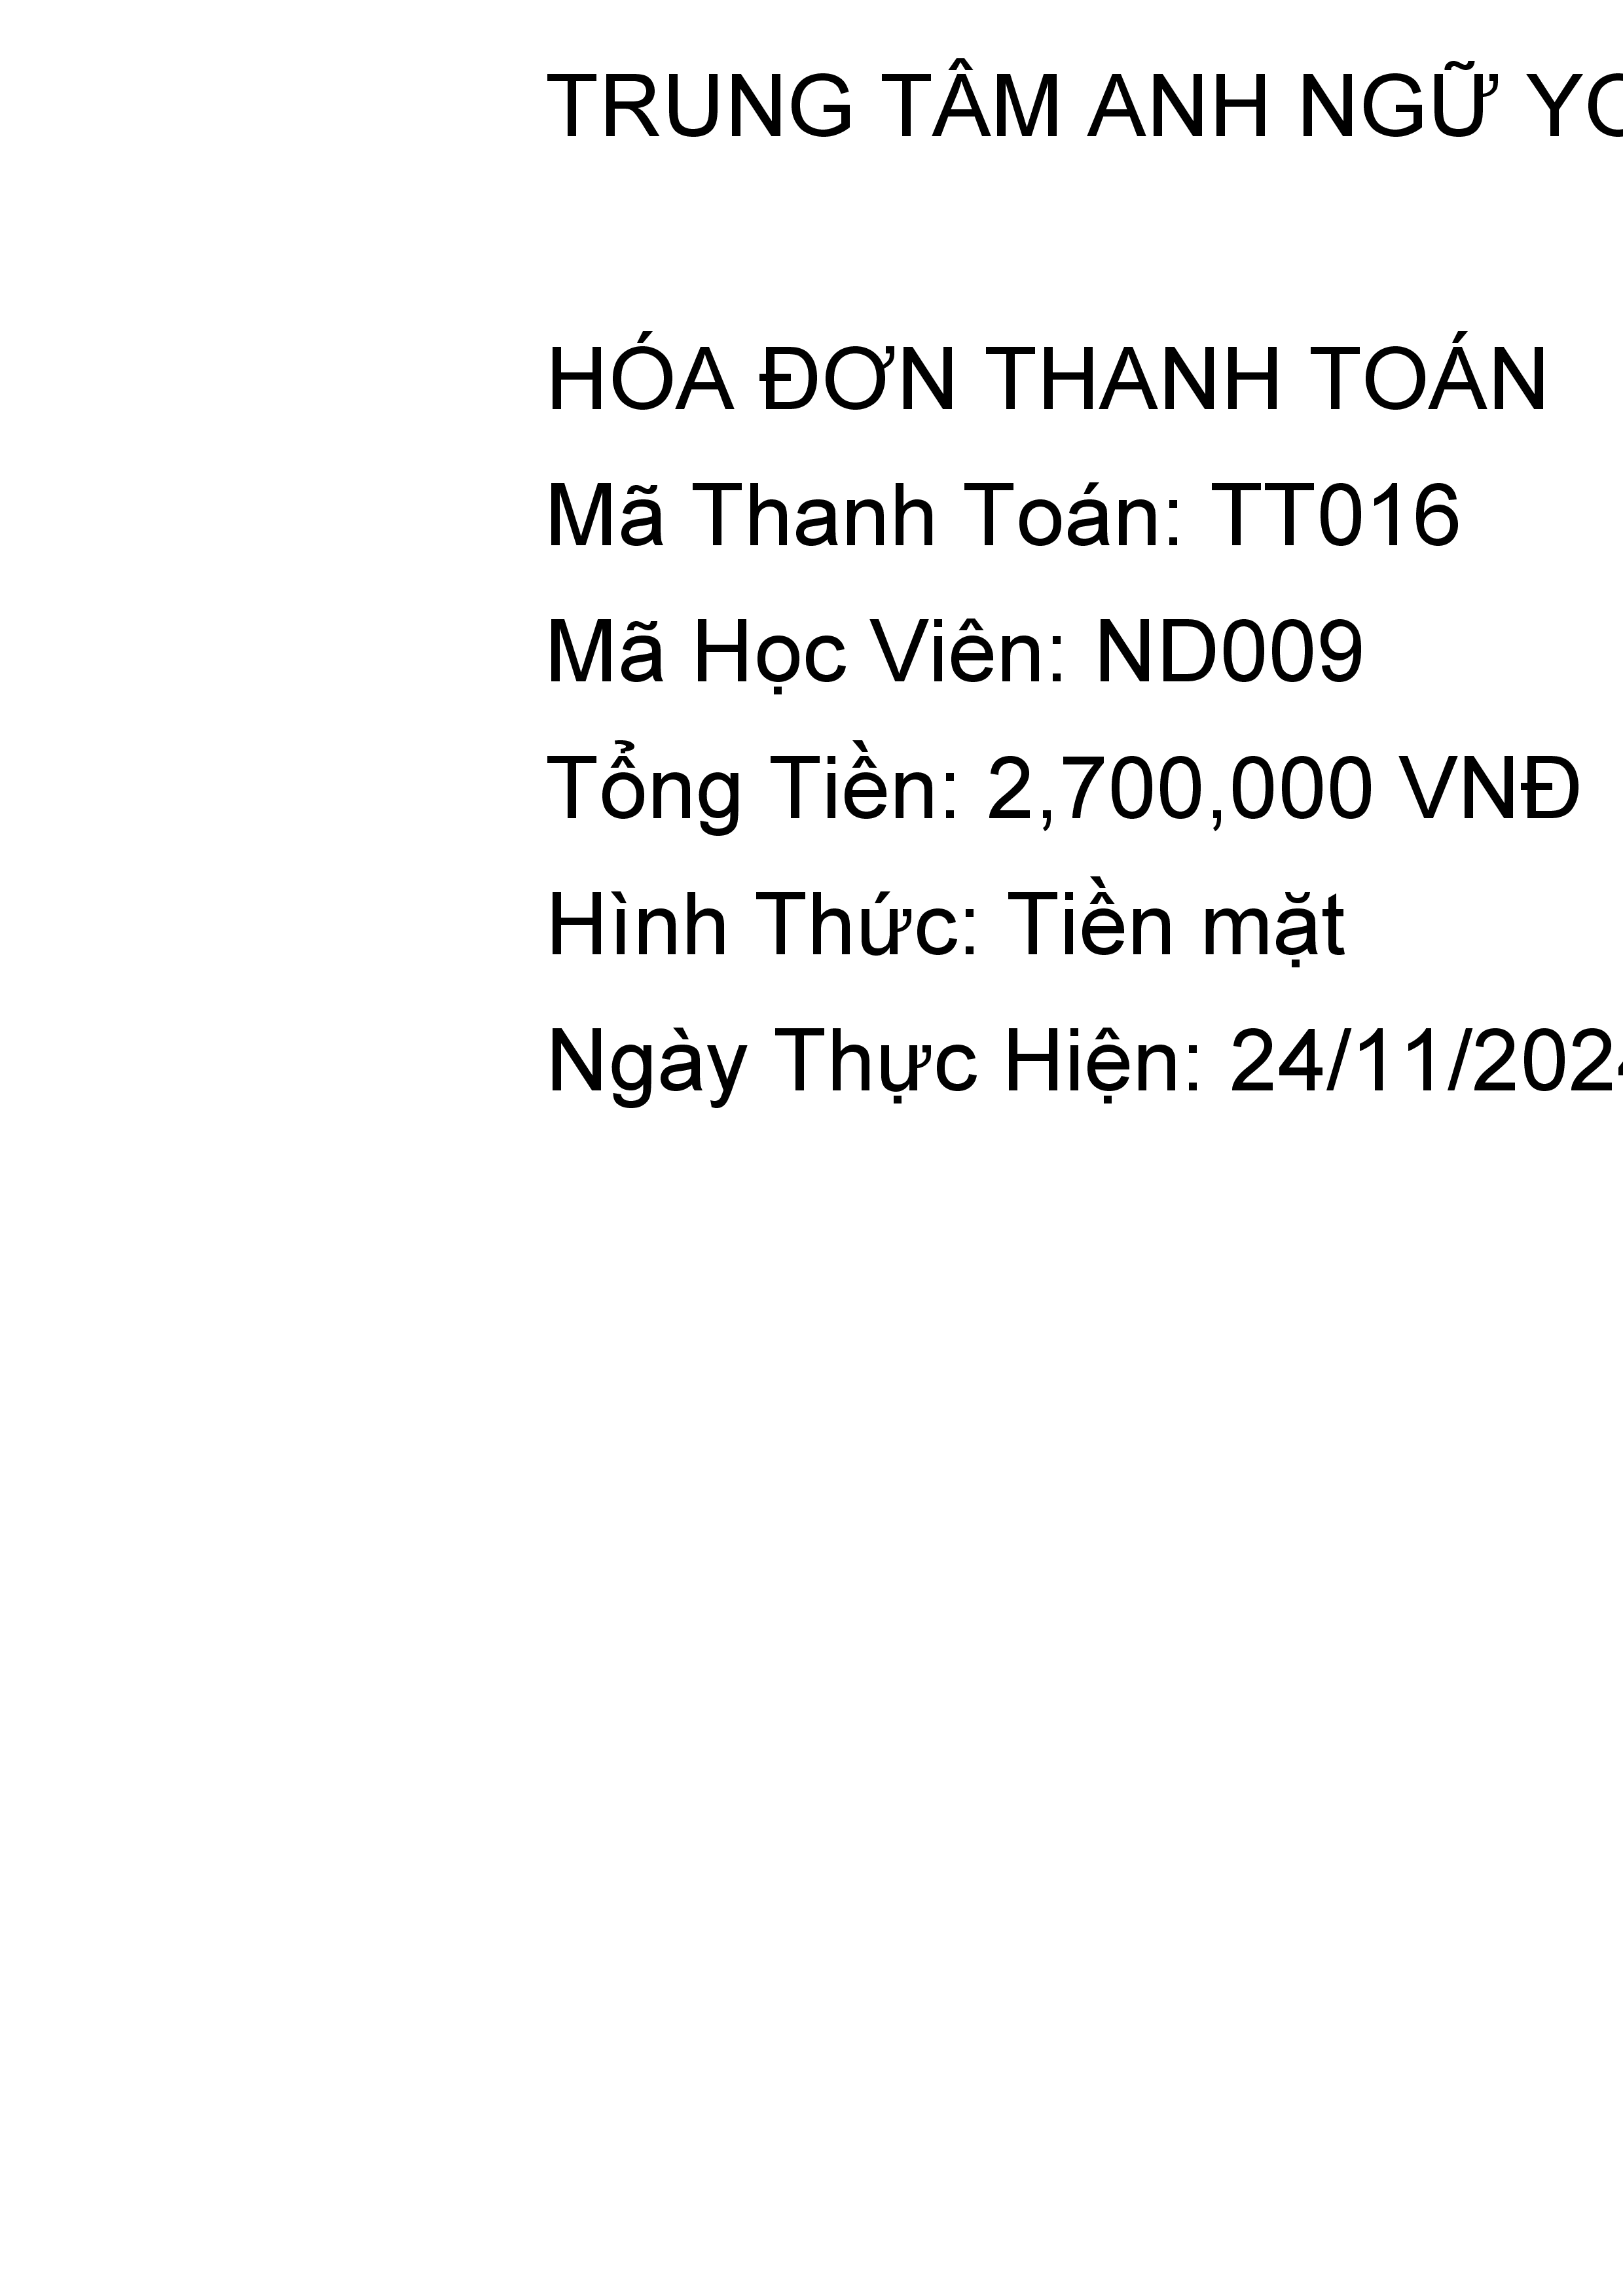 TRUNG TÂM ANH NGỮ
HÓA ĐƠN THANH TOÁN
Mã Thanh Toán: TT016
Mã Học Viên: ND009
Tổng Tiền: 2,700,000 VNĐ
Hình Thức: Tiền mặt
Ngày Thực Hiện: 24/11/2024